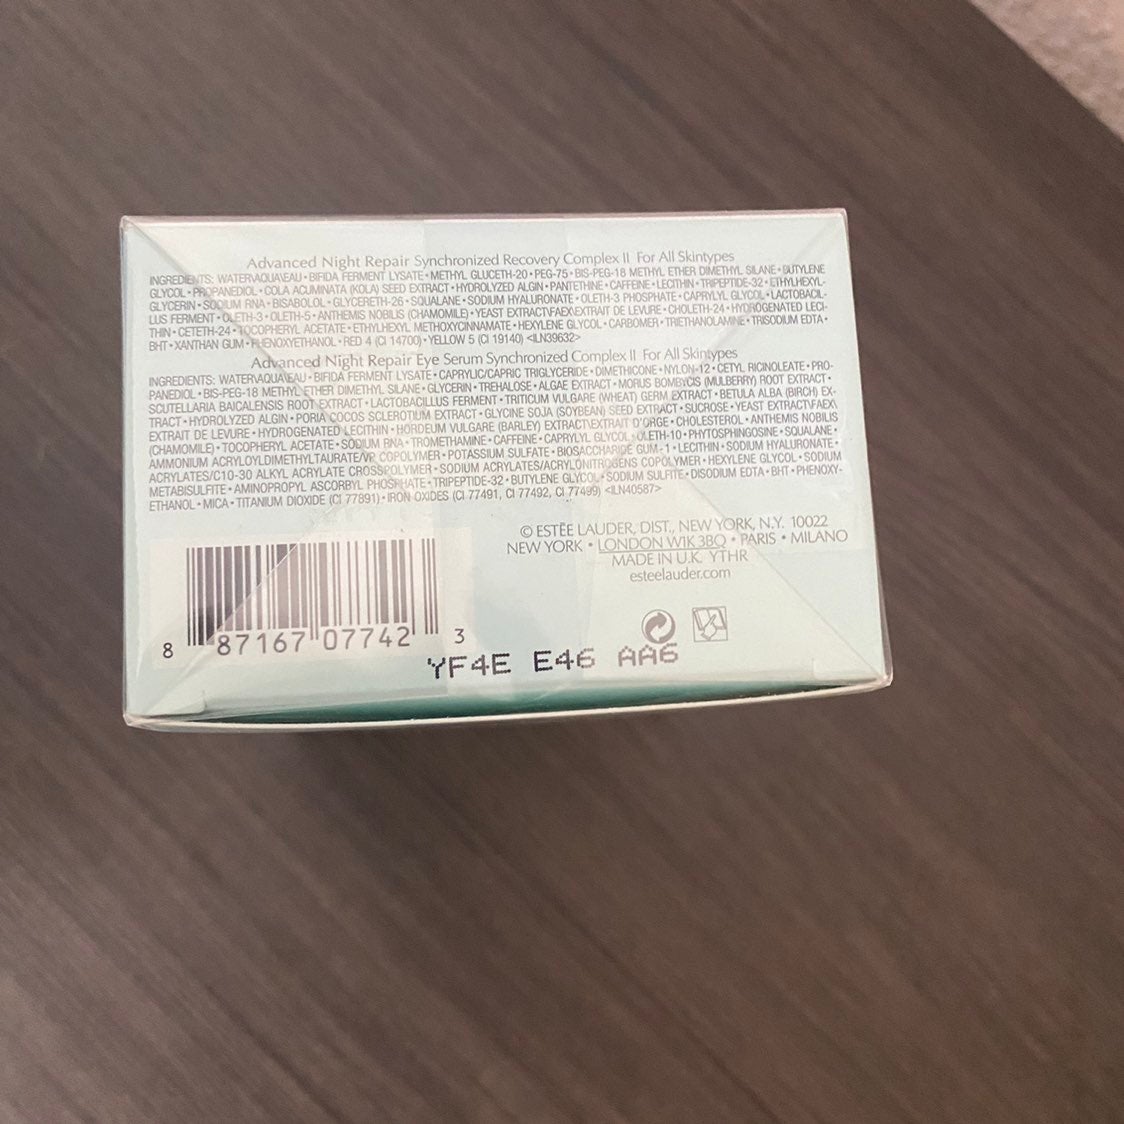 Advanced Night Repair Synchronized Recovery Complex II For All Skintypes
INGREDIENTS: WATER\AQUA\EAU • BIFIDA FERMENT LYSATE • METHYL GLUCETH-20 • PEG-75 • BIS-PEG-18 METHYL ETHER DIMETHYL SILANE • BUTYLENE
GLYCOL • PROPANEDIOL • COLA ACUMINATA (KOLA) SEED EXTRACT • HYDROLYZED ALGIN • PANTETHINE • CAFFEINE • LECITHIN • TRIPEPTIDE-32 • ETHYLHEXYL-
GLYCERIN • SODIUM RNA • BISABOLOL • GLYCERETH-26 • SQUALANE • SODIUM HYALURONATE • OLETH-3 PHOSPHATE • CAPRYLYL GLYCOL • LACTOBACIL-
LUS FERMENT • OLETH-3 • OLETH-5 • ANTHEMIS NOBILIS (CHAMOMILE) • YEAST EXTRACT\FAEX\EXTRAIT DE LEVURE • CHOLETH-24 • HYDROGENATED LECI-
THIN • CETETH-24 • TOCOPHERYL ACETATE • ETHYLHEXYL METHOXYCINNAMATE • HEXYLENE GLYCOL • CARBOMER • TRIETHANOLAMINE • TRISODIUM EDTA •
BHT • XANTHAN GUM • PHENOXYETHANOL • RED 4 (CI 14700) • YELLOW 5 (CI 19140) <ILN39632>
Advanced Night Repair Eye Serum Synchronized Complex II For All Skintypes
INGREDIENTS: WATER\AQUA\EAU • BIFIDA FERMENT LYSATE • CAPRYLIC/CAPRIC TRIGLYCERIDE • DIMETHICONE • NYLON-12 • CETYL RICINOLEATE • PRO-
PANEDIOL • BIS-PEG-18 METHYL ETHER DIMETHYL SILANE • GLYCERIN • TREHALOSE • ALGAE EXTRACT • MORUS BOMBYCIS (MULBERRY) ROOT EXTRACT •
SCUTELLARIA BAICALENSIS ROOT EXTRACT • LACTOBACILLUS FERMENT • TRITICUM VULGARE (WHEAT) GERM EXTRACT • BETULA ALBA (BIRCH) EX-
TRACT • HYDROLYZED ALGIN • PORIA COCOS SCLEROTIUM EXTRACT • GLYCINE SOJA (SOYBEAN) SEED EXTRACT • SUCROSE • YEAST EXTRACT\FAEX\
EXTRAIT DE LEVURE • HYDROGENATED LECITHIN • HORDEUM VULGARE (BARLEY) EXTRACT\EXTRAIT D'ORGE • CHOLESTEROL • ANTHEMIS NOBILIS
(CHAMOMILE) • TOCOPHERYL ACETATE • SODIUM RNA • TROMETHAMINE • CAFFEINE • CAPRYLYL GLYCOL • OLETH-10 • PHYTOSPHINGOSINE • SQUALANE •
AMMONIUM ACRYLOYLDIMETHYLTAURATE/VP COPOLYMER • POTASSIUM SULFATE • BIOSACCHARIDE GUM-1 • LECITHIN • SODIUM HYALURONATE •
ACRYLATES/C10-30 ALKYL ACRYLATE CROSSPOLYMER • SODIUM ACRYLATES/ACRYLONITROGENS COPOLYMER • HEXYLENE GLYCOL • SODIUM
METABISULFITE • AMINOPROPYL ASCORBYL PHOSPHATE • TRIPEPTIDE-32 • BUTYLENE GLYCOL • SODIUM SULFITE • DISODIUM EDTA • BHT • PHENOXY-
ETHANOL • MICA • TITANIUM DIOXIDE (CI 77891) • IRON OXIDES (CI 77491, CI 77492, CI 77499) <ILN40587>
© ESTĒE LAUDER, DIST., NEW YORK, N.Y. 10022
NEW YORK • LONDON W1K 3BQ • PARIS • MILANO
MADE IN U.K. YTHR
esteelauder.com
8 87167 07742 3
YF4E E46 AA6